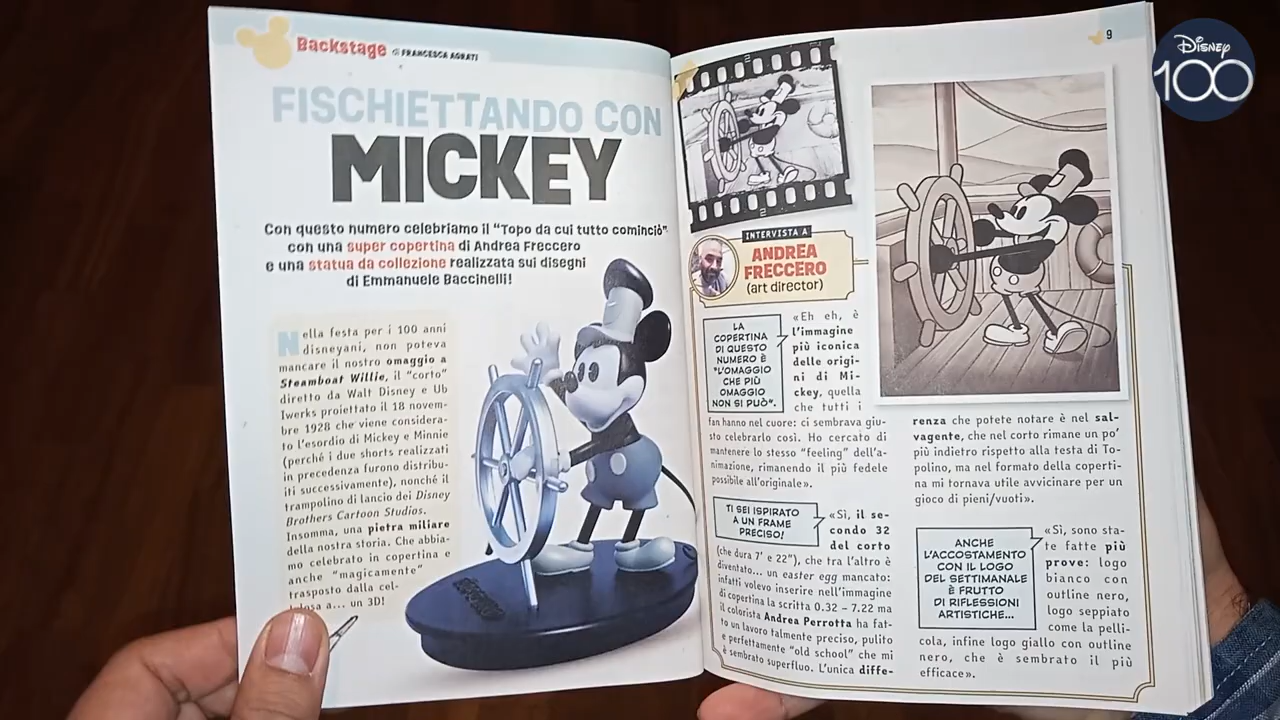 Backstage di FRANCESCA AGRATI
FISCHIETTANDO CON
MICKEY
Con questo numero celebriamo il “Topo da cui tutto cominciò”
con una super copertina di Andrea Freccero
e una statua da collezione realizzata sui disegni
di Emmanuele Baccinelli!
Nella festa per i 100 anni
disneyani, non poteva
mancare il nostro omaggio a
Steamboat Willie, il “corto”
diretto da Walt Disney e Ub
Iwerks proiettato il 18 novem-
bre 1928 che viene considera-
to l’esordio di Mickey e Minnie
(perché i due shorts realizzati
in precedenza furono distribu-
iti successivamente), nonché il
trampolino di lancio dei Disney
Brothers Cartoon Studios.
Insomma, una pietra miliare
della nostra storia. Che abbia-
mo celebrato in copertina e
anche “magicamente”
trasposto dalla cel-
a... un 3D!
9
DISNEY
100
INTERVISTA A
ANDREA
FRECCERO
(art director)
LA
COPERTINA
DI QUESTO
NUMERO È
“L’OMAGGIO
CHE PIÙ
OMAGGIO
NON SI PUÒ”.
«Eh eh, è
l’immagine
più iconica
delle origi-
ni di Mi-
ckey, quella
che tutti i
fan hanno nel cuore: ci sembrava giu-
sto celebrarlo così. Ho cercato di
mantenere lo stesso “feeling” dell’a-
nimazione, rimanendo il più fedele
possibile all’originale».
TI SEI ISPIRATO
A UN FRAME
PRECISO!
«Sì, il se-
condo 32
del corto
(che dura 7’ e 22”), che tra l’altro è
diventato... un easter egg mancato:
infatti volevo inserire nell’immagine
di copertina la scritta 0.32 – 7.22 ma
il colorista Andrea Perrotta ha fat-
to un lavoro talmente preciso, pulito
e perfettamente “old school” che mi
è sembrato superfluo. L’unica diffe-
renza che potete notare è nel sal-
vagente, che nel corto rimane un po’
più indietro rispetto alla testa di To-
polino, ma nel formato della coperti-
na mi tornava utile avvicinare per un
gioco di pieni/vuoti».
ANCHE
L’ACCOSTAMENTO
CON IL LOGO
DEL SETTIMANALE
È FRUTTO
DI RIFLESSIONI
ARTISTICHE...
«Sì, sono sta-
te fatte più
prove: logo
bianco con
outline nero,
logo seppiato
come la pelli-
cola, infine logo giallo con outline
nero, che è sembrato il più
efficace».